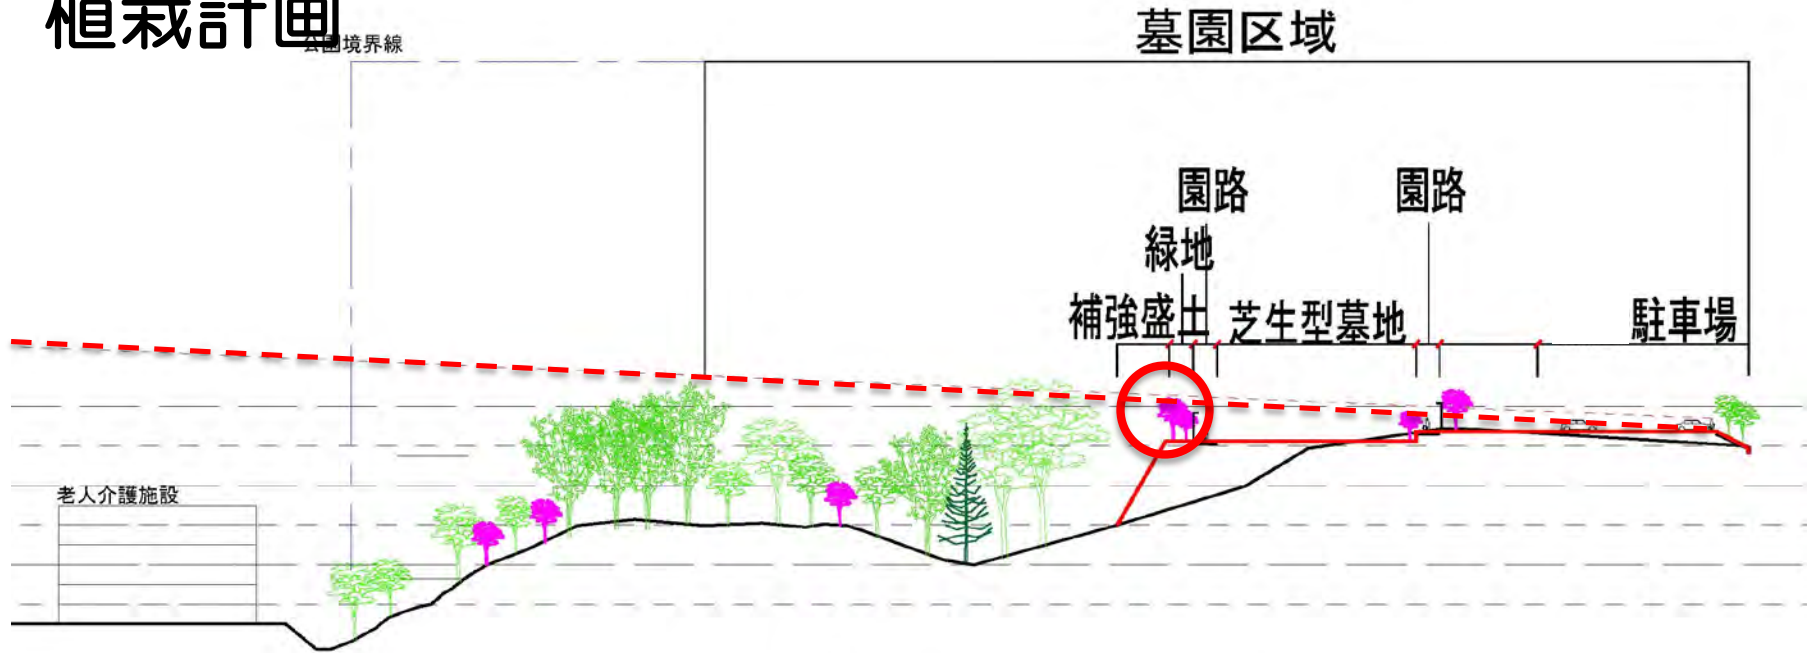 植栽計画
公園境界線
墓園区域
園路
園路
緑地
補強盛土
芝生型墓地
駐車場
老人介護施設